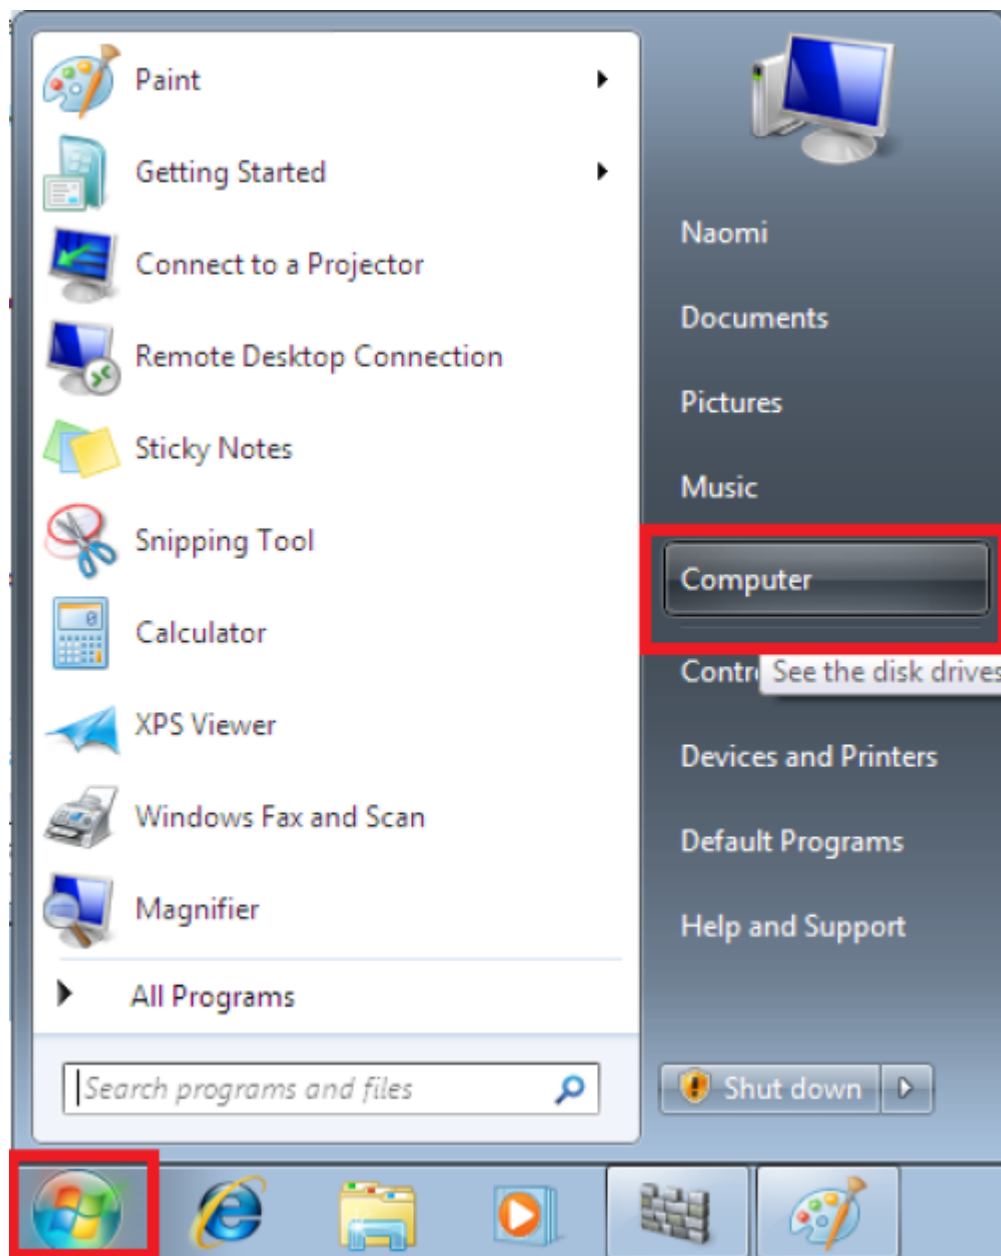 Paint
Getting Started
Connect to a Projector
Remote Desktop Connection
Sticky Notes
Snipping Tool
Calculator
XPS Viewer
Windows Fax and Scan
Magnifier
All Programs
Search programs and files
Naomi
Documents
Pictures
Music
Computer
Contr
See the disk drives
Devices and Printers
Default Programs
Help and Support
Shut down